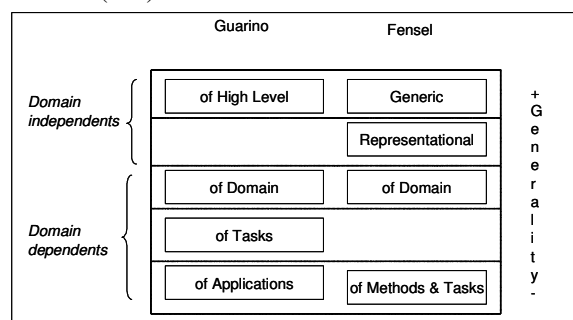 Guarino Fensel
Domain
independents
of High Level Generic
Representational
of Domain of Domain
Domain
dependents
of Tasks
of Applications of Methods & Tasks
+Generality-